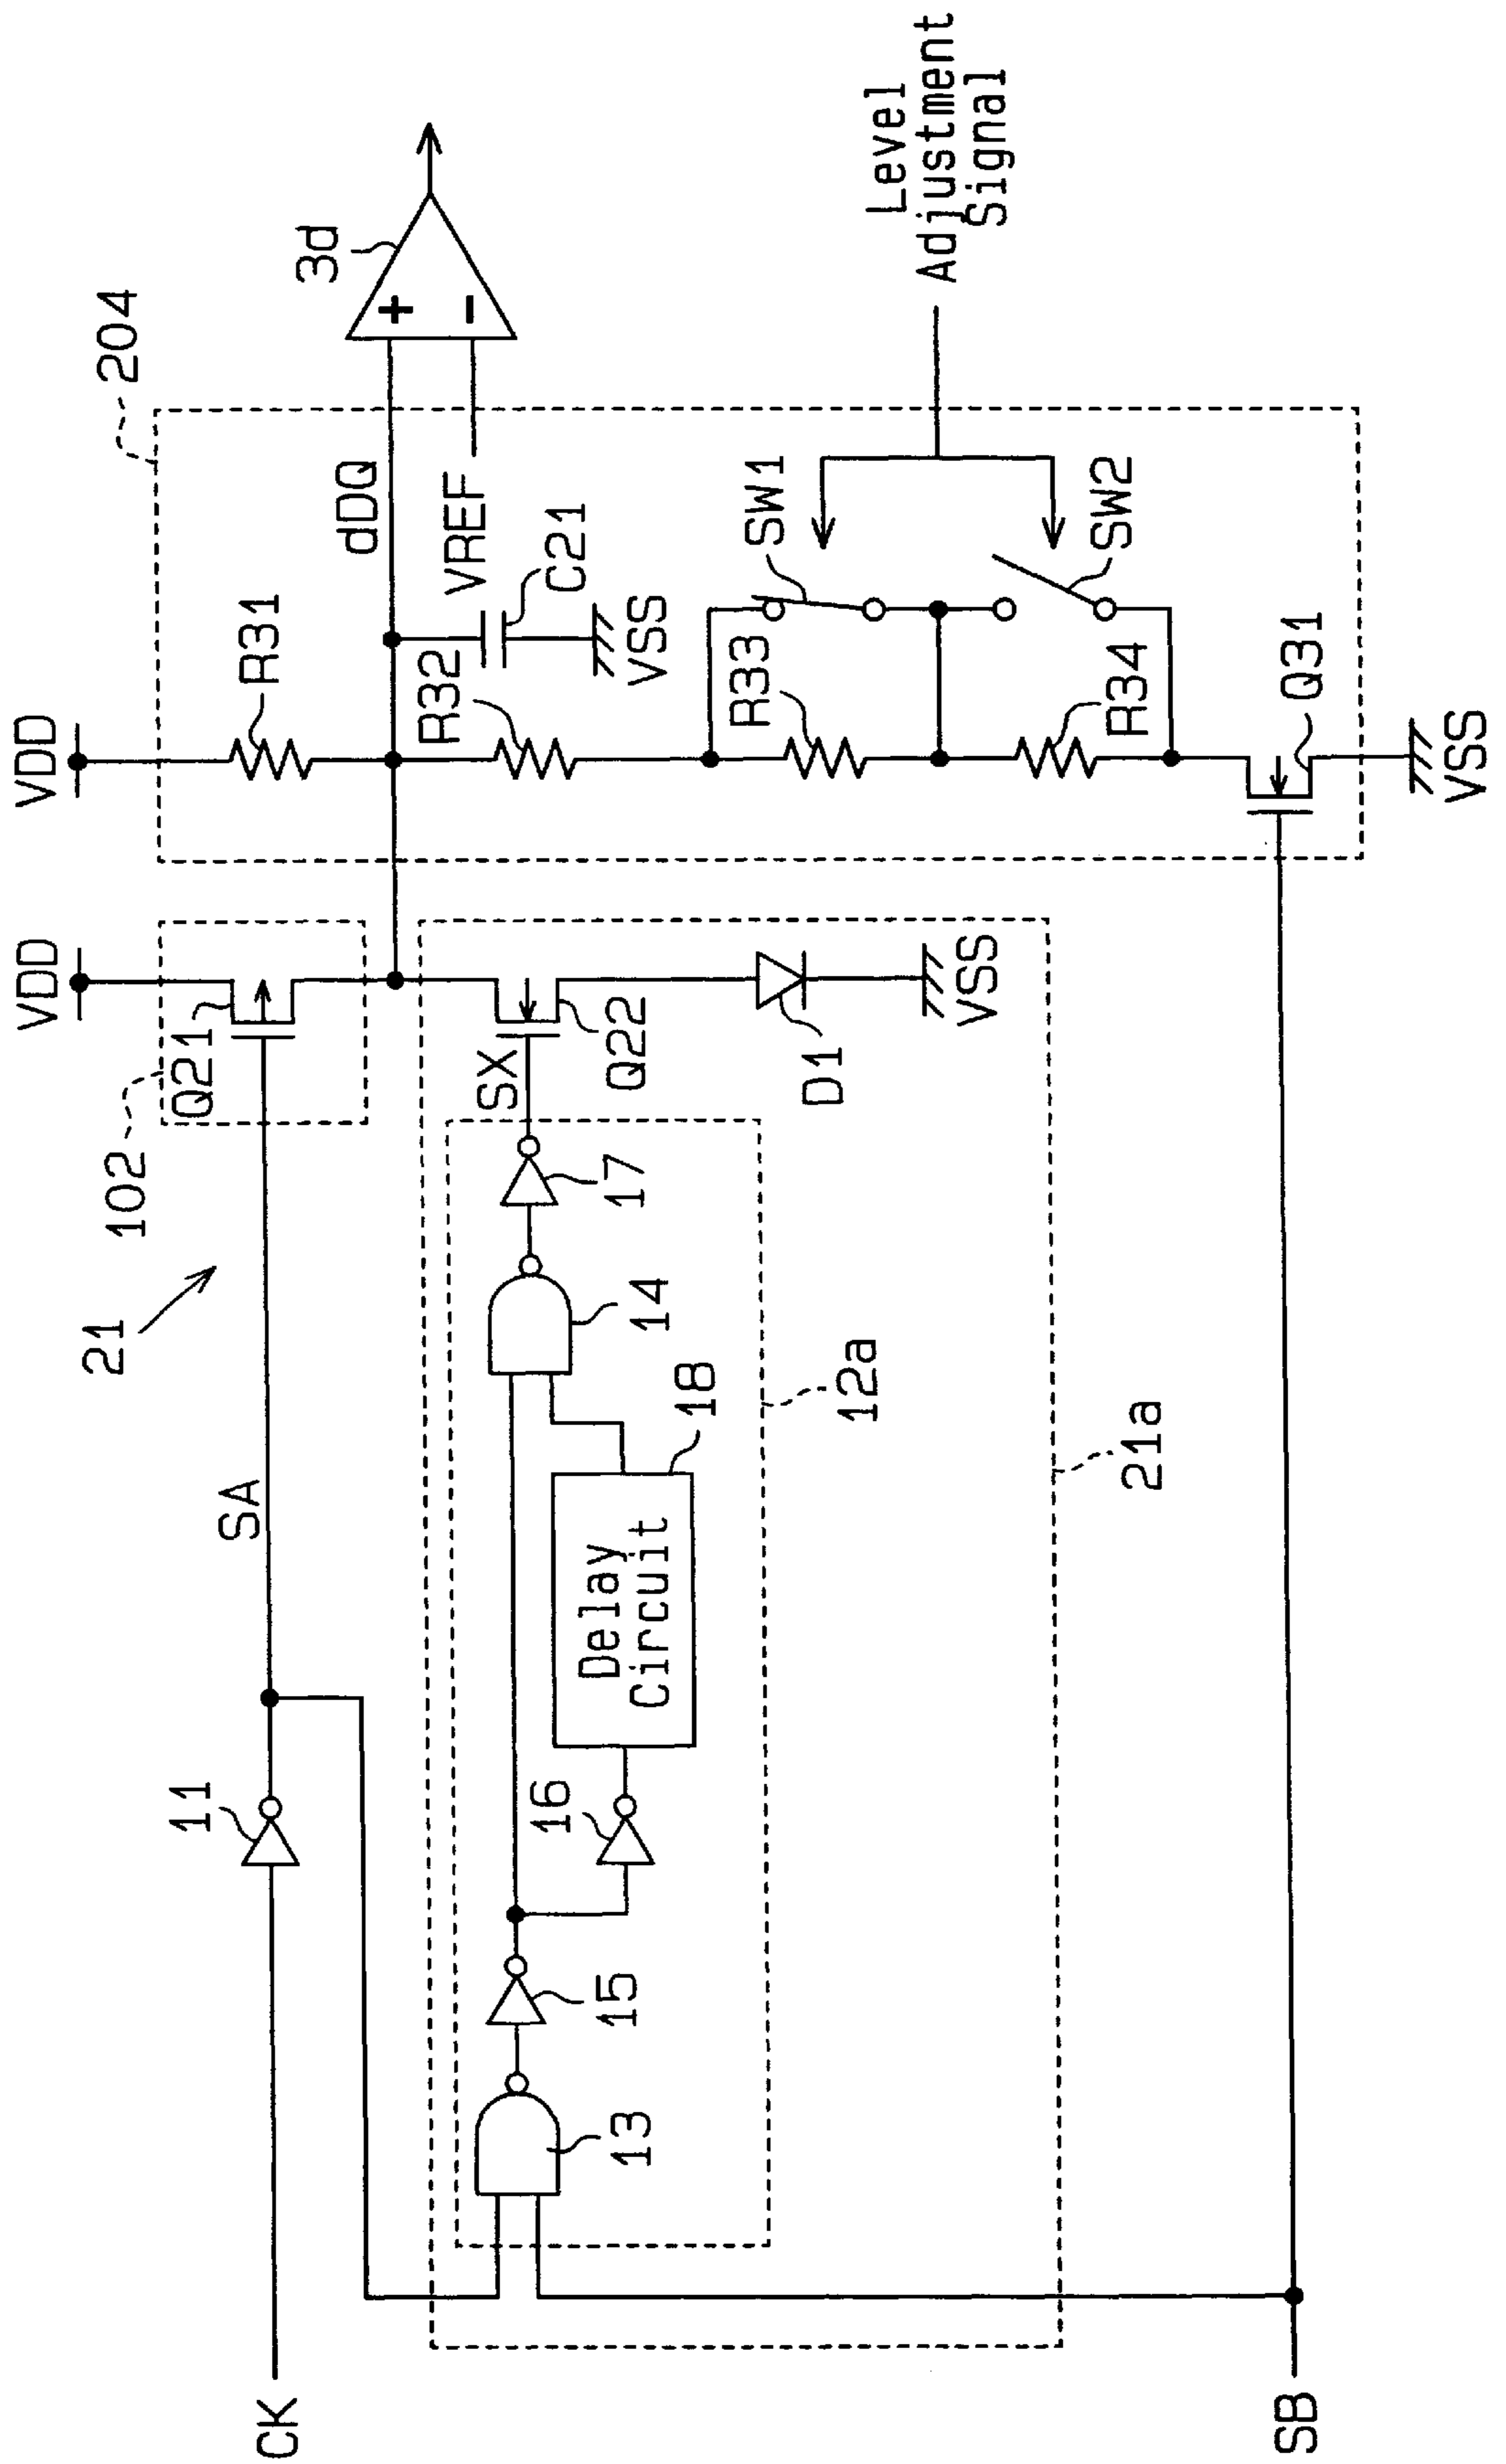 VDD
VDD
204
3d
R31
dDQ
102
Q21
21
SA
11
CK
VREF
C21
VSS
R32
SX
Q22
17
14
18
Delay
Circuit
16
15
13
12a
21a
D1
VSS
R33
SW1
SW2
R34
Q31
VSS
Level
Adjustment
Signal
SB